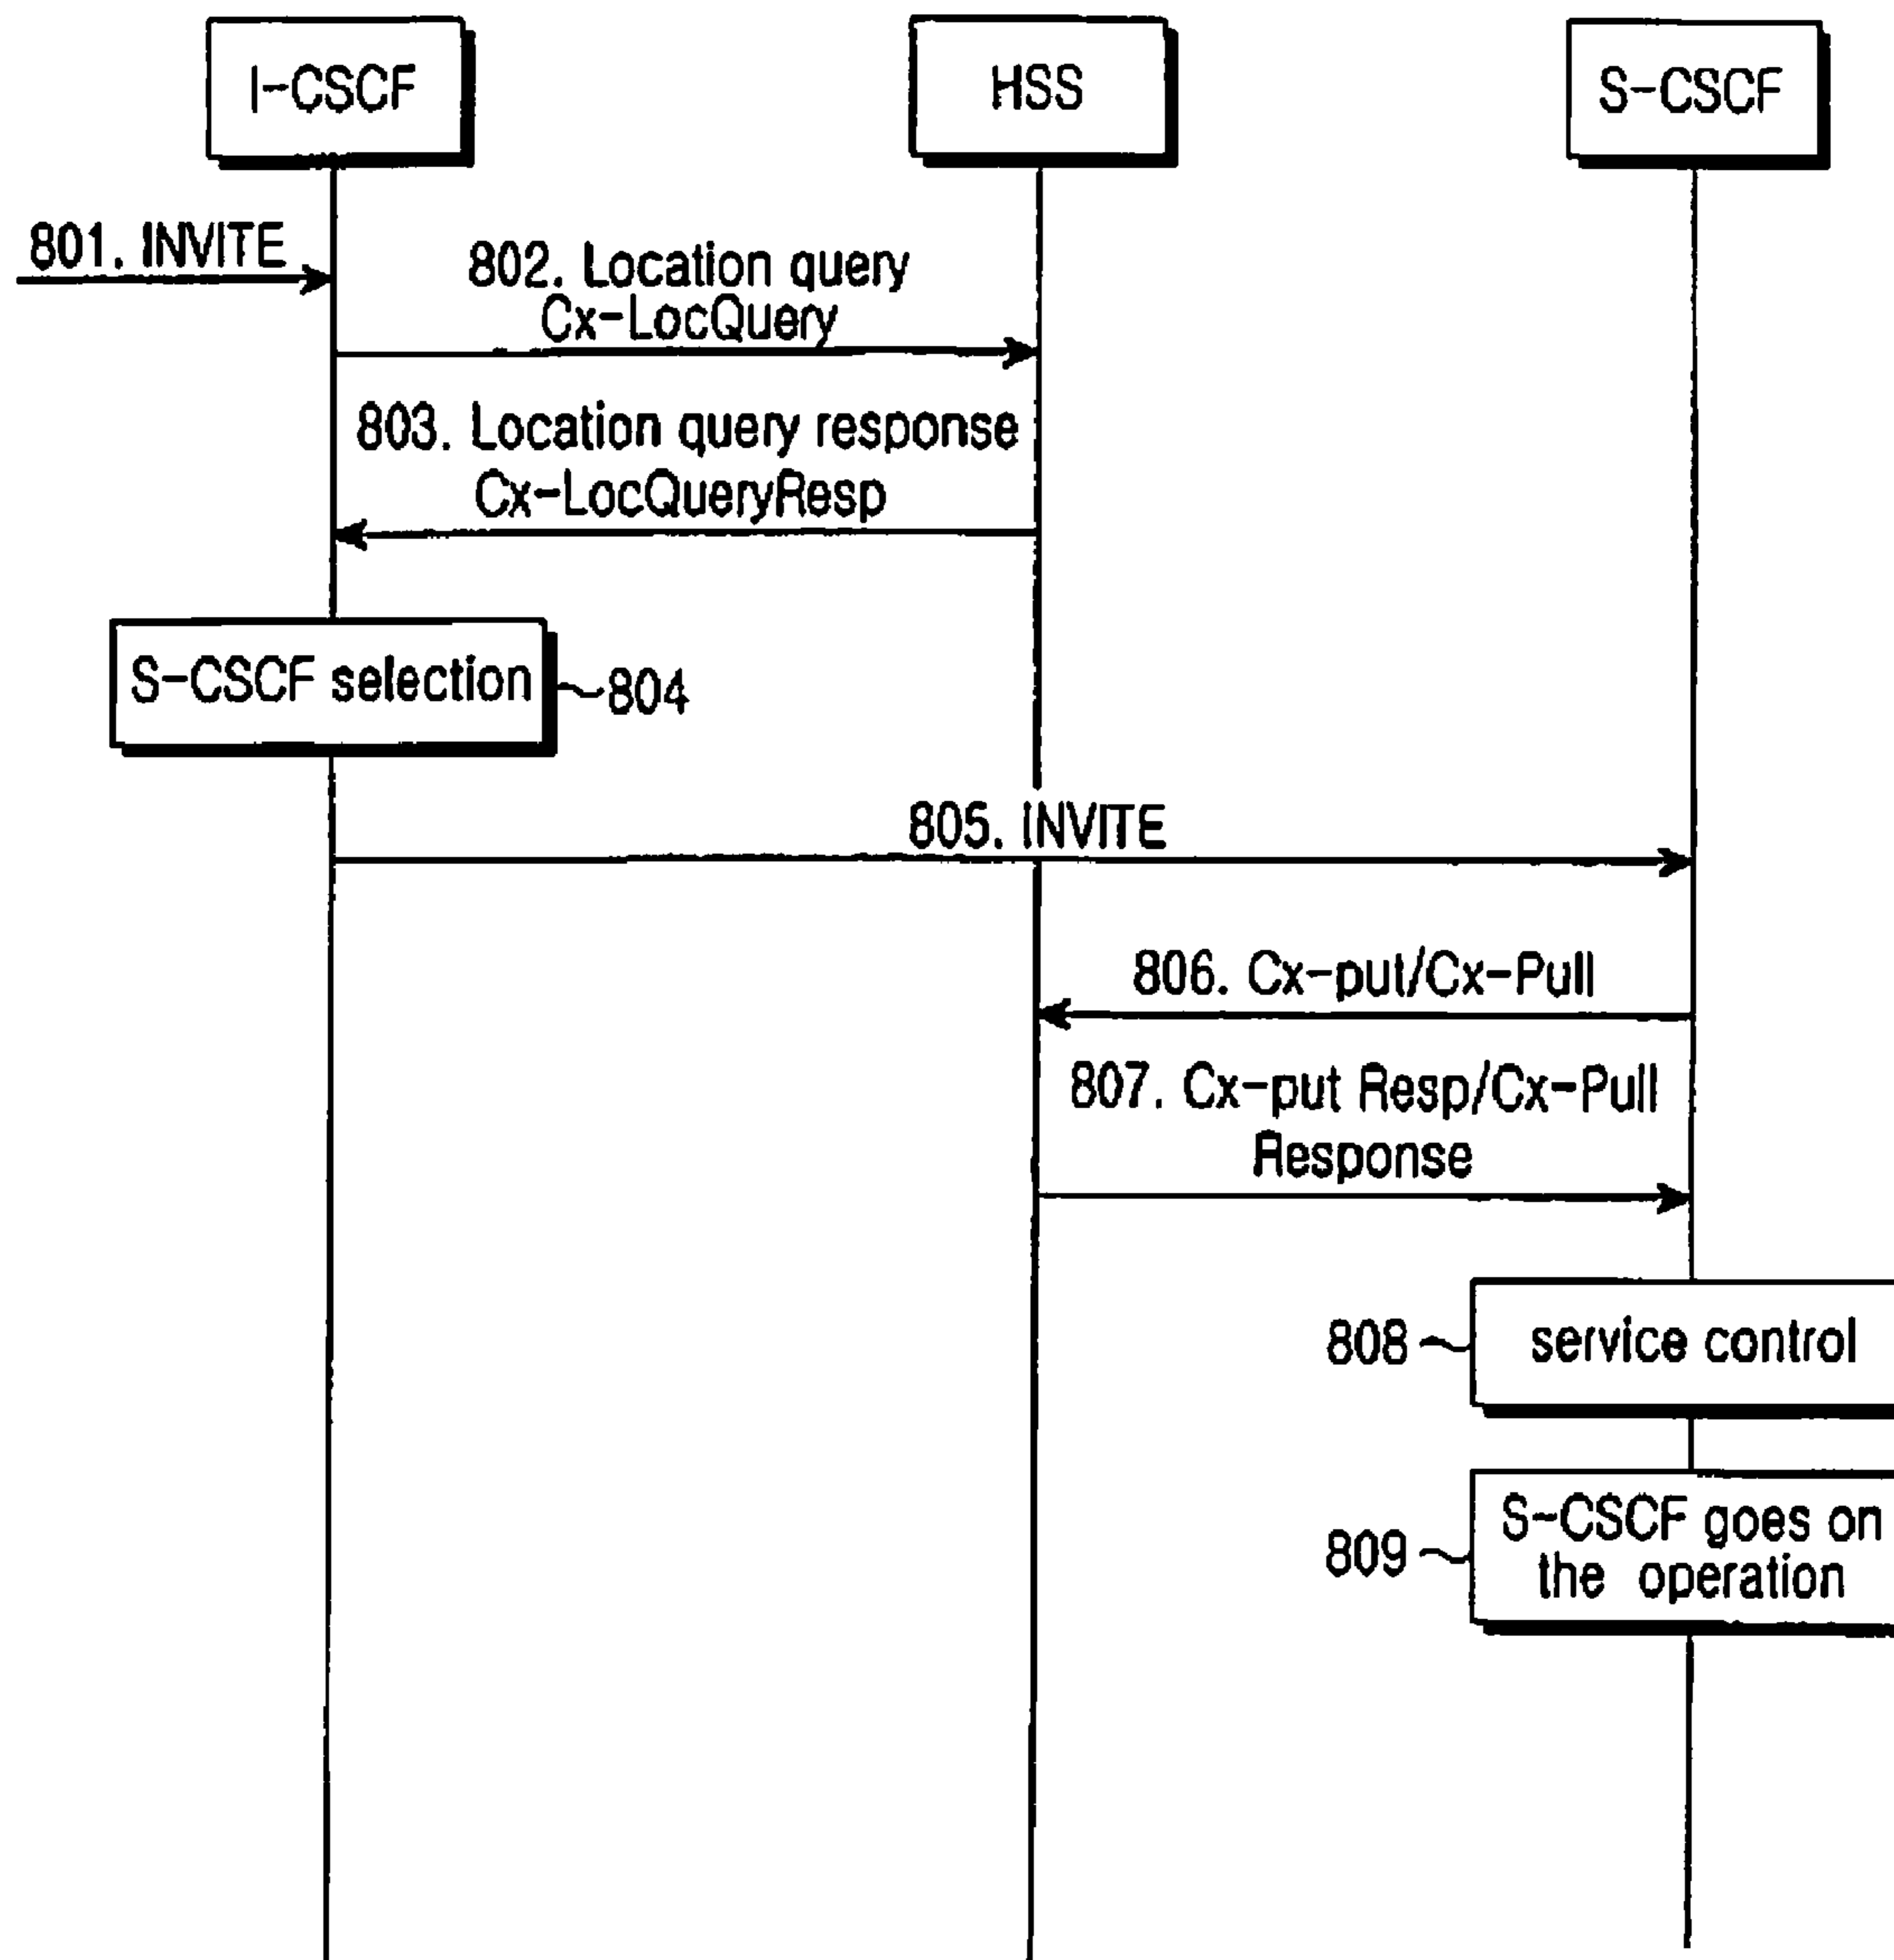 I-CSCF
HSS
S-CSCF
801. INVITE
802. Location query
Cx-LocQuery
803. Location query response
Cx-LocQueryResp
S-CSCF selection
804
805. INVITE
806. Cx-put/Cx-Pull
807. Cx-put Resp/Cx-Pull
Response
808
service control
809
S-CSCF goes on
the operation